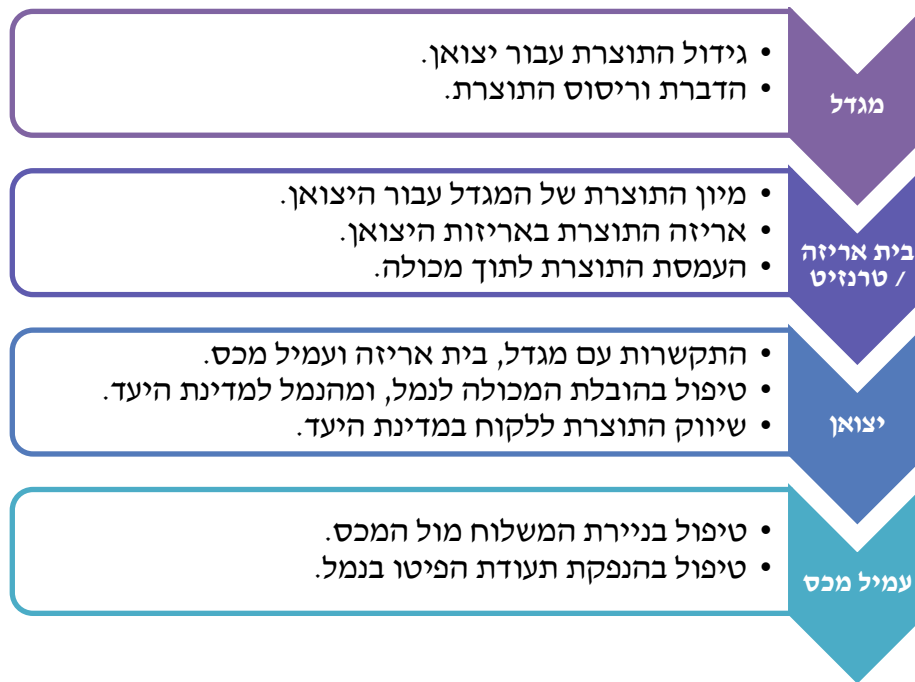 מגדל
• גידול התוצרת עבור יצואן.
• הדברת וריסוס התוצרת.
בית אריזה
/ טרנזיט
• מיון התוצרת של המגדל עבור היצואן.
• אריזה התוצרת באריזות היצואן.
• העמסת התוצרת לתוך מכולה.
יצואן
• התקשרות עם מגדל, בית אריזה ועמיל מכס.
• טיפול בהובלת המכולה לנמל, ומהנמל למדינת היעד.
• שיווק התוצרת ללקוח במדינת היעד.
עמיל מכס
• טיפול בניירת המשלוח מול המכס.
• טיפול בהנפקת תעודת הפיטו בנמל.